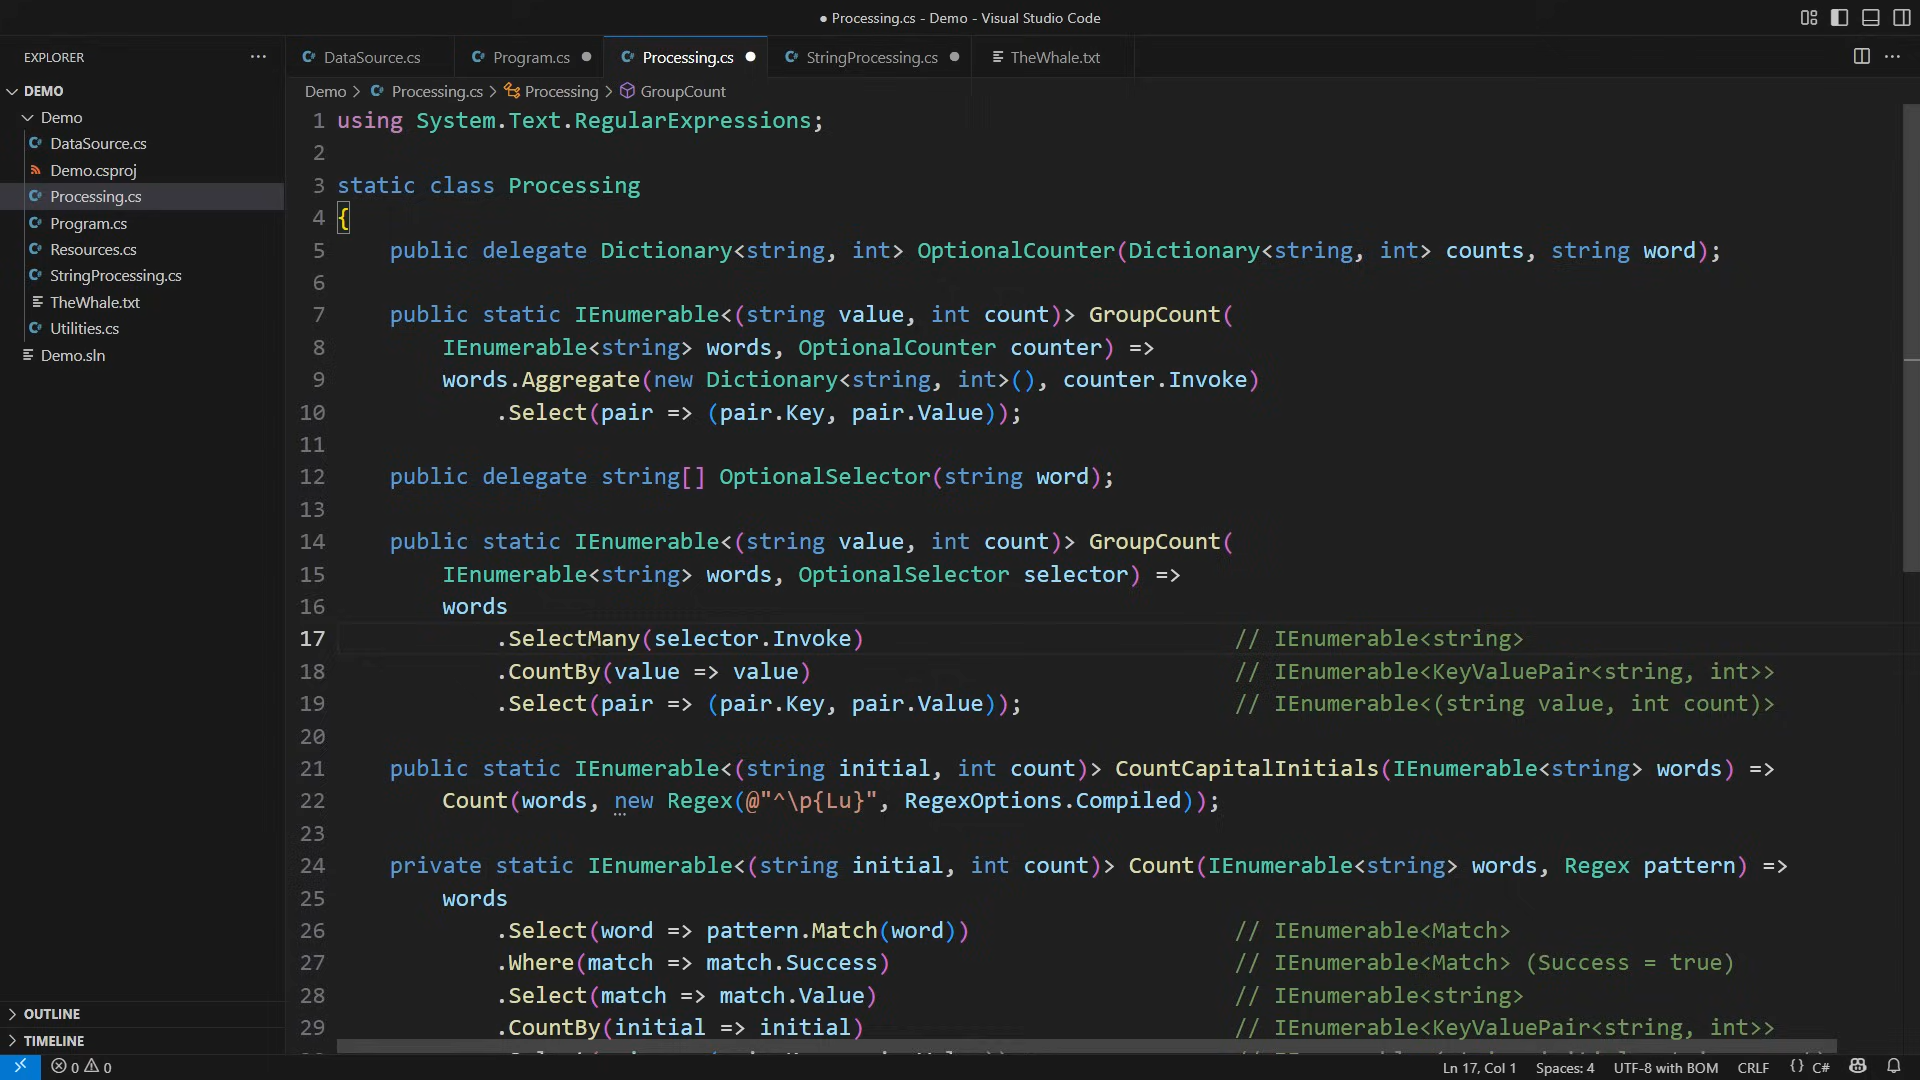 ● Processing.cs - Demo - Visual Studio Code
EXPLORER
DataSource.cs
Program.cs
Processing.cs
StringProcessing.cs
TheWhale.txt
DEMO
Demo
DataSource.cs
Demo.csproj
Processing.cs
Program.cs
Resources.cs
StringProcessing.cs
TheWhale.txt
Utilities.cs
Demo.sln
OUTLINE
TIMELINE
Demo > Processing.cs > Processing > GroupCount
1 using System.Text.RegularExpressions;
2
3 static class Processing
4 {
5     public delegate Dictionary<string, int> OptionalCounter(Dictionary<string, int> counts, string word);
6
7     public static IEnumerable<(string value, int count)> GroupCount(
8         IEnumerable<string> words, OptionalCounter counter) =>
9         words.Aggregate(new Dictionary<string, int>(), counter.Invoke)
10             .Select(pair => (pair.Key, pair.Value));
11
12     public delegate string[] OptionalSelector(string word);
13
14     public static IEnumerable<(string value, int count)> GroupCount(
15         IEnumerable<string> words, OptionalSelector selector) =>
16         words
17             .SelectMany(selector.Invoke)                            // IEnumerable<string>
18             .CountBy(value => value)                                // IEnumerable<KeyValuePair<string, int>>
19             .Select(pair => (pair.Key, pair.Value));                // IEnumerable<(string value, int count)>
20
21     public static IEnumerable<(string initial, int count)> CountCapitalInitials(IEnumerable<string> words) =>
22         Count(words, new Regex(@"^\p{Lu}", RegexOptions.Compiled));
23
24     private static IEnumerable<(string initial, int count)> Count(IEnumerable<string> words, Regex pattern) =>
25         words
26             .Select(word => pattern.Match(word))                    // IEnumerable<Match>
27             .Where(match => match.Success)                          // IEnumerable<Match> (Success = true)
28             .Select(match => match.Value)                           // IEnumerable<string>
29             .CountBy(initial => initial)                            // IEnumerable<KeyValuePair<string, int>>
0 0
Ln 17, Col 1
Spaces: 4
UTF-8 with BOM
CRLF
{} C#